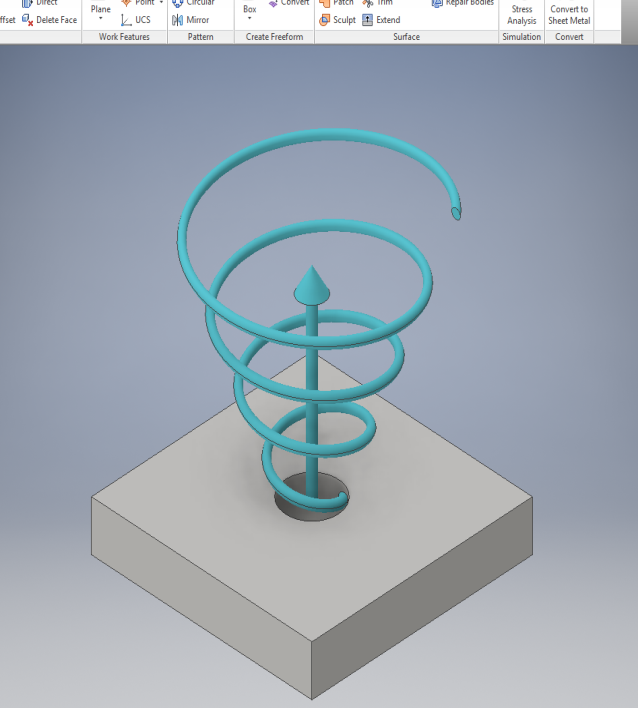 Direct
Point
Circular
Convert
Patch
Trim
Repair Bodies
Plane
Box
Stress
Convert to
ffset
Delete Face
UCS
Mirror
Sculpt
Extend
Analysis
Sheet Metal
Work Features
Pattern
Create Freeform
Surface
Simulation
Convert